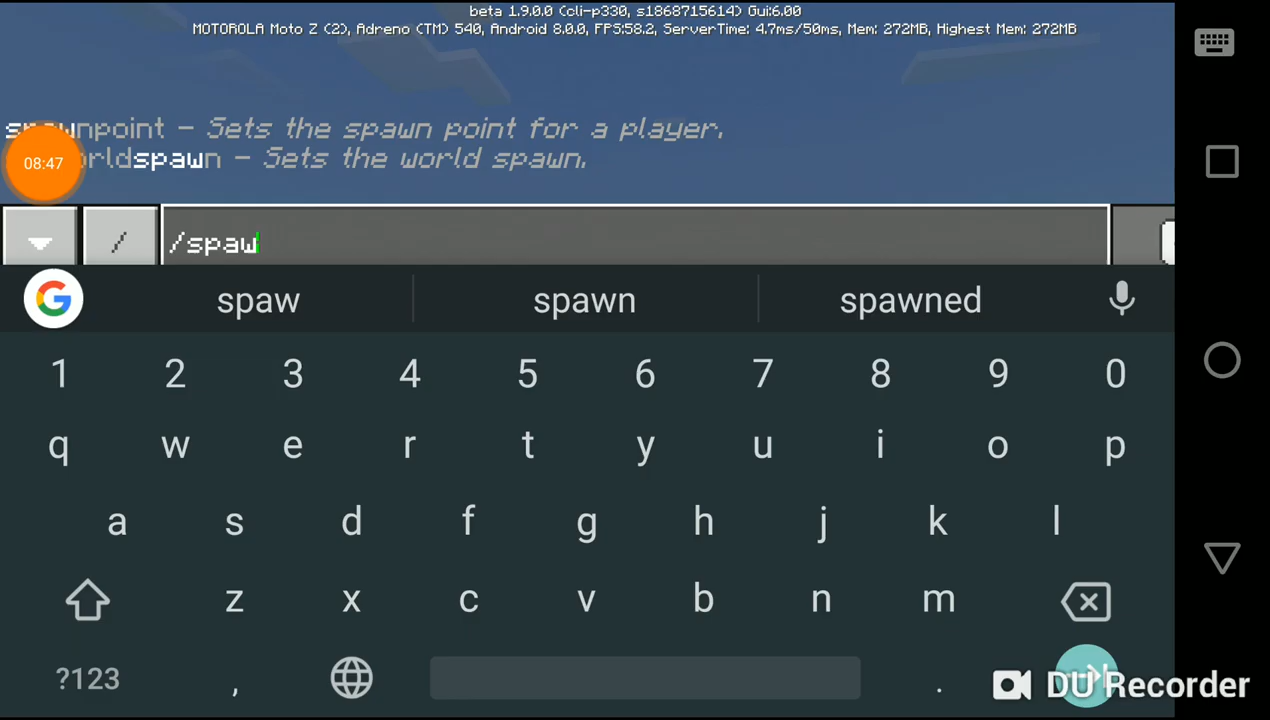 beta 1.9.0.0 (cli-p330, s1868715614) Gui:6.00
MOTOROLA Moto Z (2), Adreno (TM) 540, Android 8.0.0, FPS:58.2, ServerTime: 4.7ms/50ms, Mem: 272MB, Highest Mem: 272MB
spawnpoint - Sets the spawn point for a player.
orldspawn - Sets the world spawn.
08:47
/ /spaw
G spaw spawn spawned
1 2 3 4 5 6 7 8 9 0
q w e r t y u i o p
a s d f g h j k l
z x c v b n m
?123 , .
DU Recorder